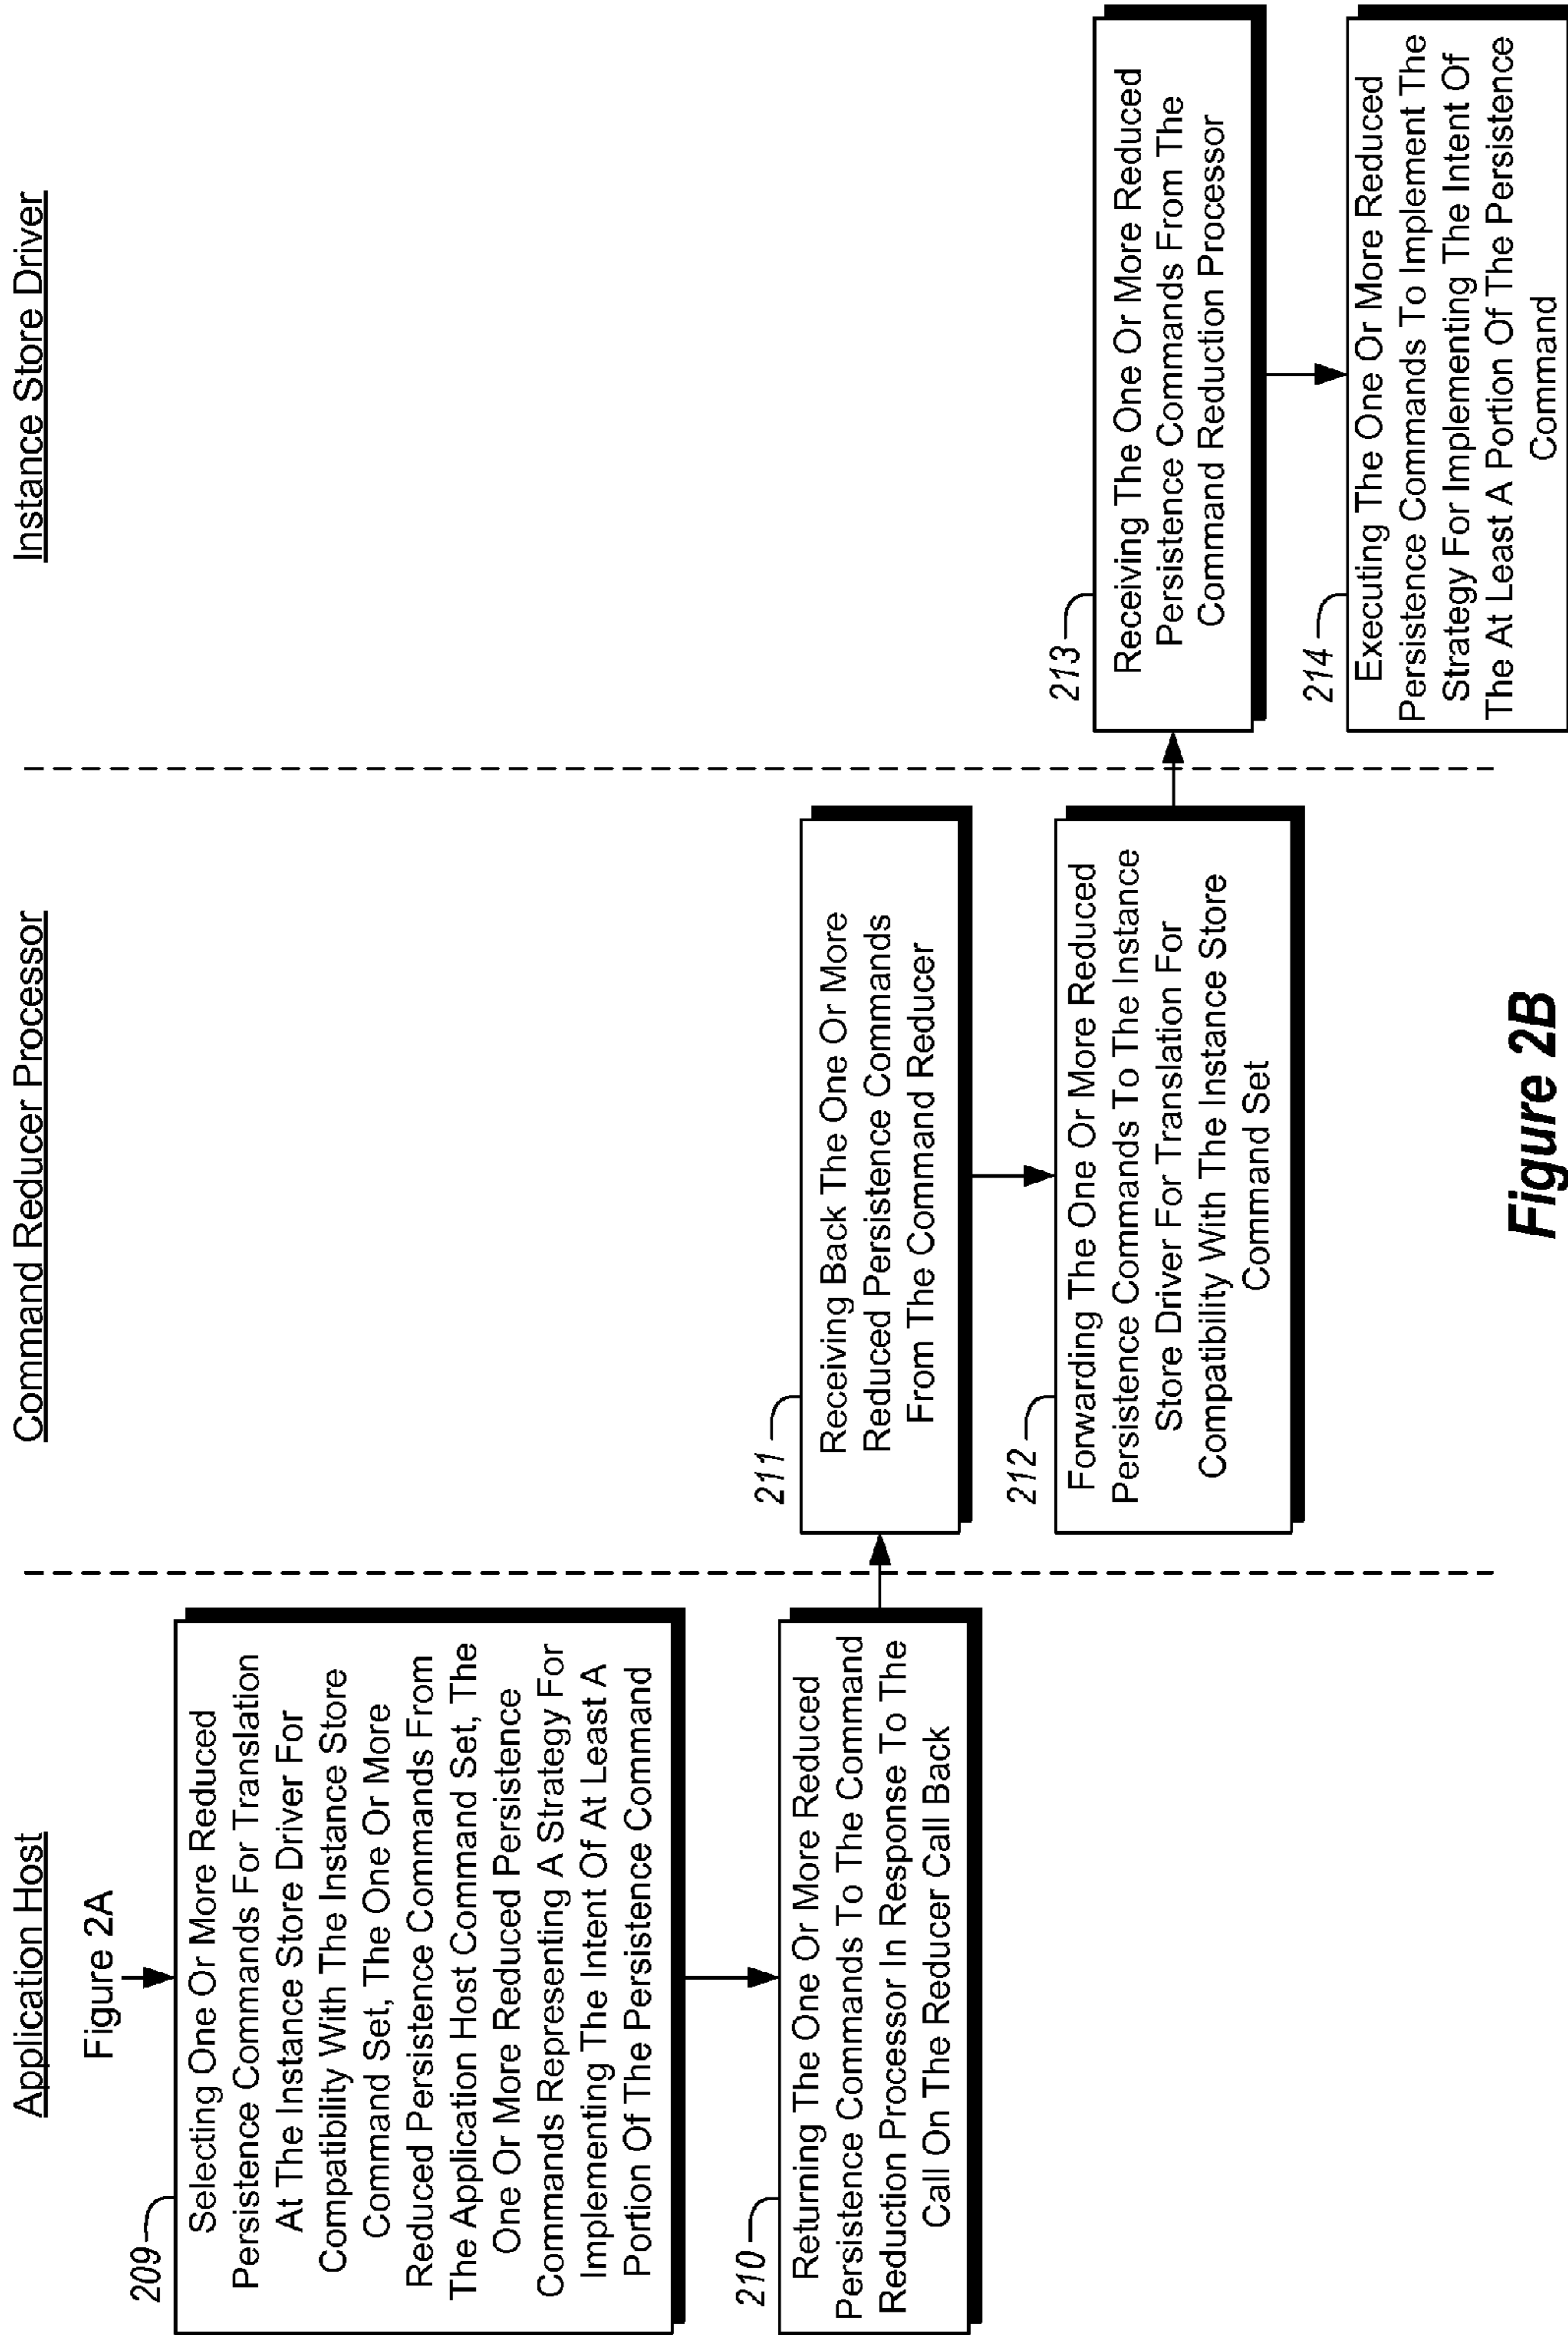 Application Host
Command Reducer Processor
Instance Store Driver
Figure 2A
209
Selecting One Or More Reduced
Persistence Commands For Translation
At The Instance Store Driver For
Compatibility With The Instance Store
Command Set, The One Or More
Reduced Persistence Commands From
The Application Host Command Set, The
One Or More Reduced Persistence
Commands Representing A Strategy For
Implementing The Intent Of At Least A
Portion Of The Persistence Command
210
Returning The One Or More Reduced
Persistence Commands To The Command
Reduction Processor In Response To The
Call On The Reducer Call Back
211
Receiving Back The One Or More
Reduced Persistence Commands
From The Command Reducer
212
Forwarding The One Or More Reduced
Persistence Commands To The Instance
Store Driver For Translation For
Compatibility With The Instance Store
Command Set
213
Receiving The One Or More Reduced
Persistence Commands From The
Command Reduction Processor
214
Executing The One Or More Reduced
Persistence Commands To Implement The
Strategy For Implementing The Intent Of
The At Least A Portion Of The Persistence
Command
Figure 2B